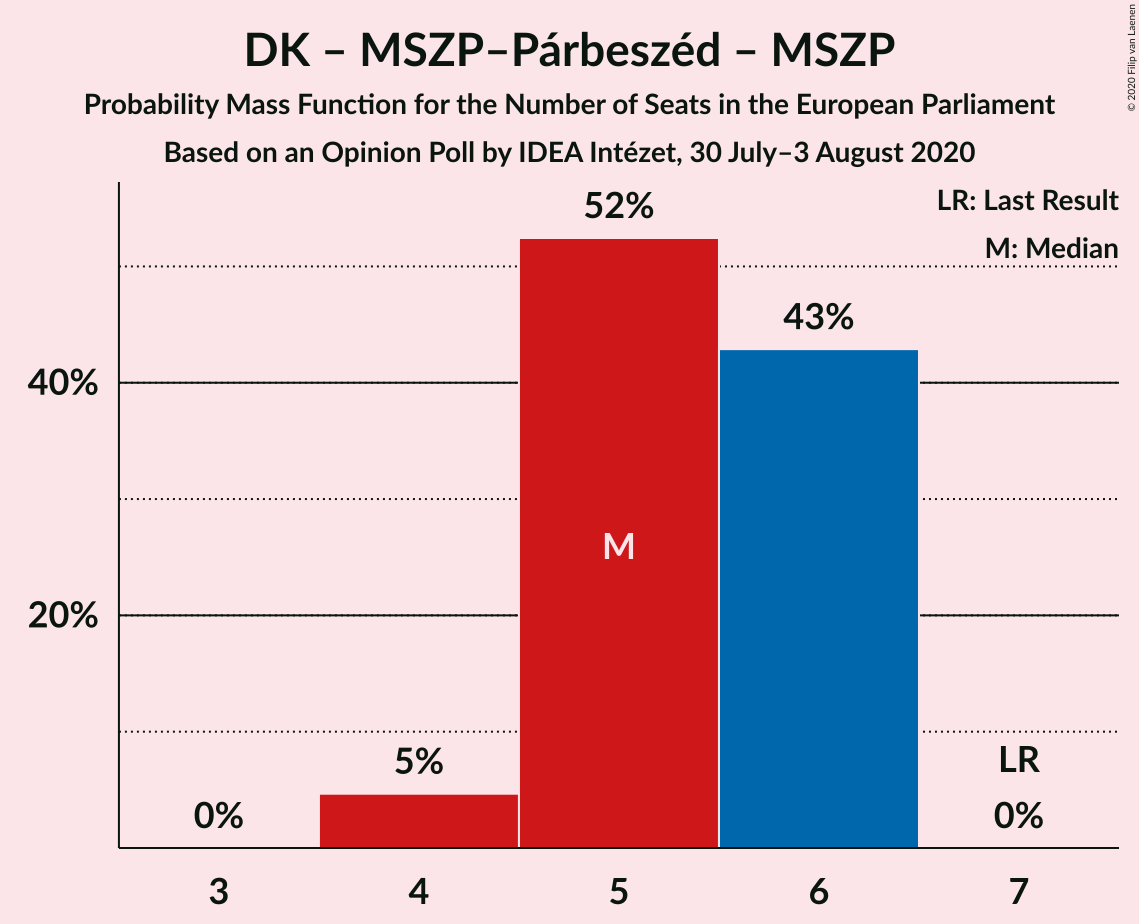 DK – MSZP–Párbeszéd – MSZP
Probability Mass Function for the Number of Seats in the European Parliament
Based on an Opinion Poll by IDEA Intézet, 30 July–3 August 2020
© 2020 Filip van Laenen
LR: Last Result
M: Median
52%
43%
40%
M
20%
5%
LR
0%
0%
3
4
5
6
7